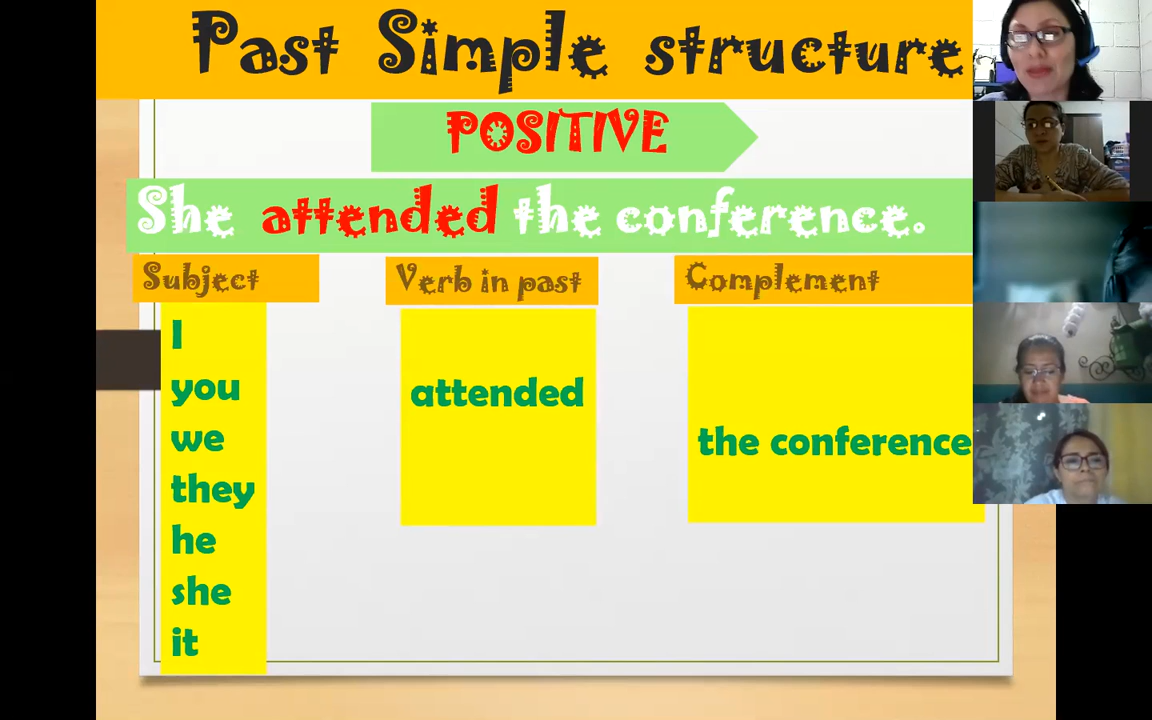 Past Simple structure
POSITIVE
She attended the conference.
Subject
Verb in past
Complement
I
you
we
they
he
she
it
attended
the conference